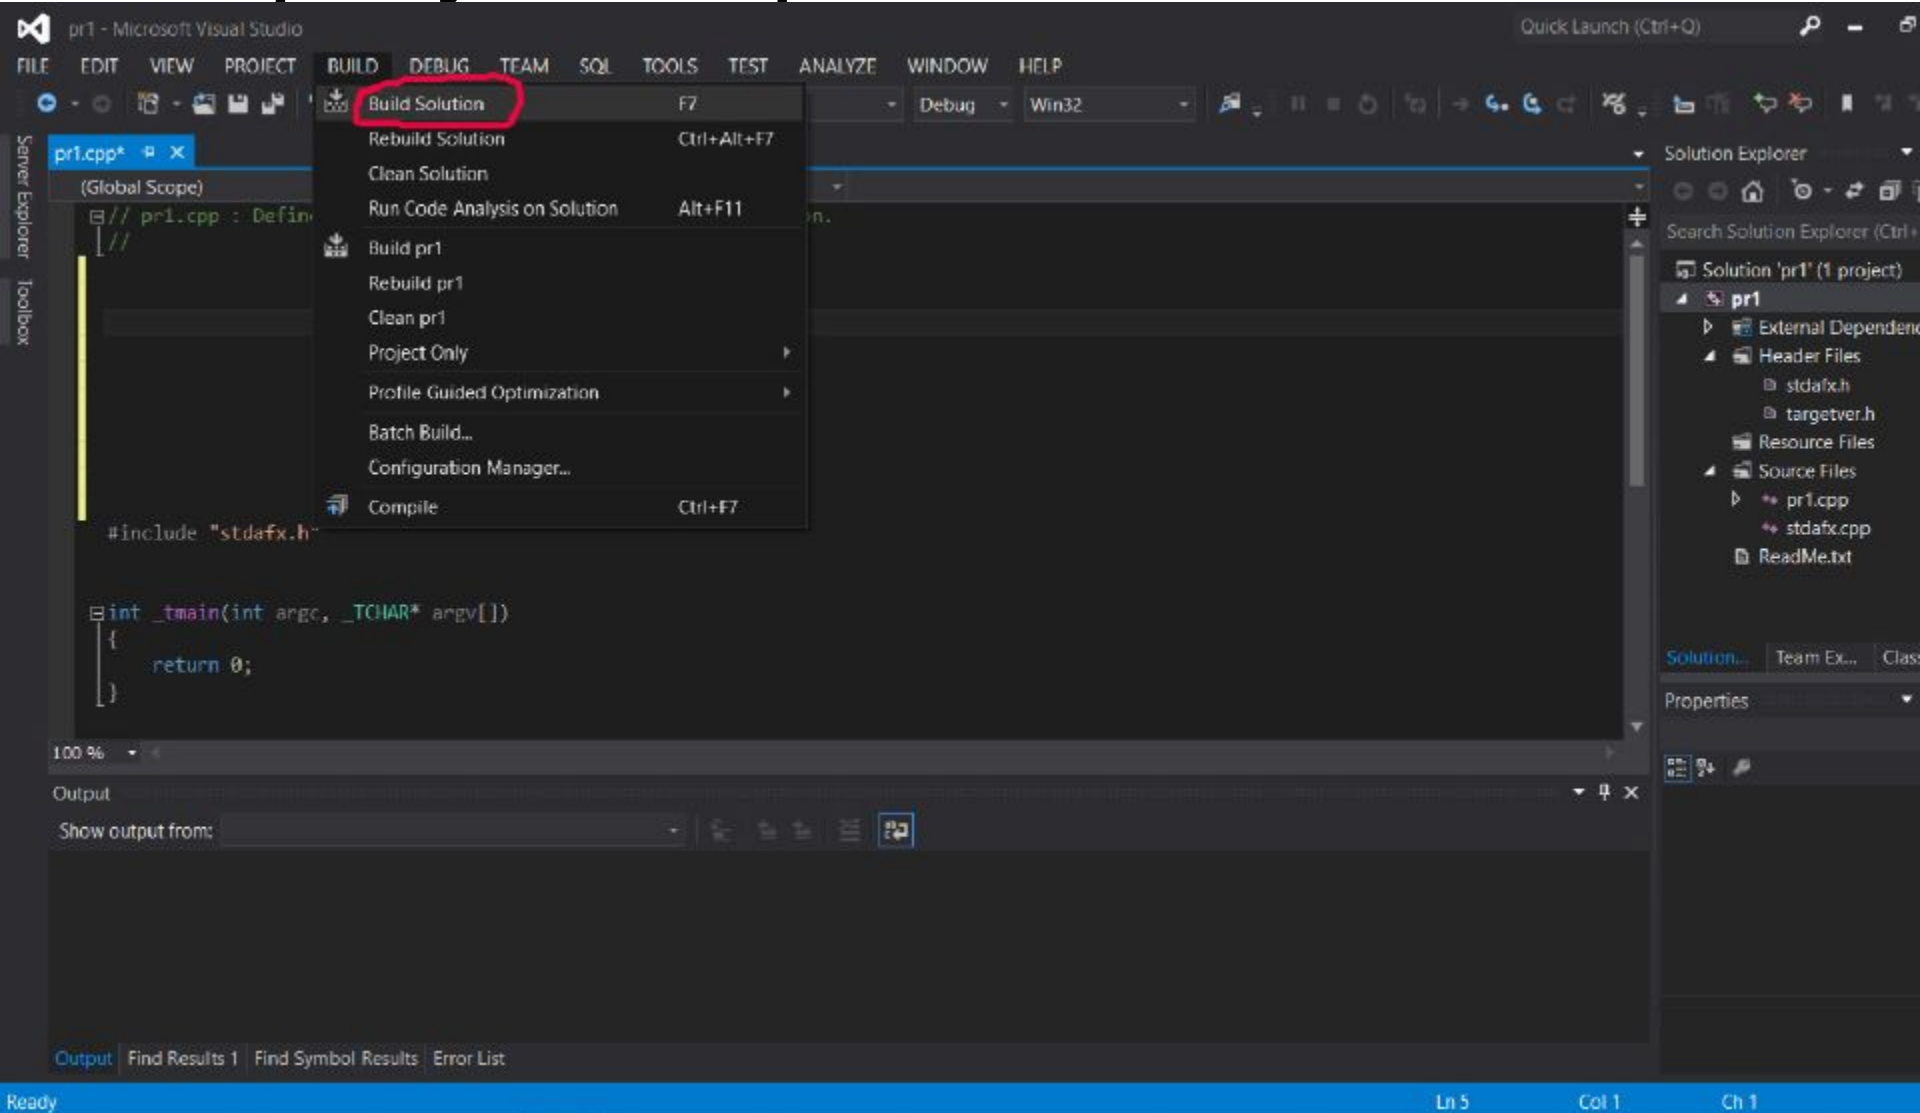 pr1 - Microsoft Visual Studio
Quick Launch (Ctrl+Q)
FILE EDIT VIEW PROJECT BUILD DEBUG TEAM SQL TOOLS TEST ANALYZE WINDOW HELP
Debug Win32
Build Solution F7
Rebuild Solution Ctrl+Alt+F7
Clean Solution
Run Code Analysis on Solution Alt+F11
Build pr1
Rebuild pr1
Clean pr1
Project Only
Profile Guided Optimization
Batch Build...
Configuration Manager...
Compile Ctrl+F7
Server Explorer
Toolbox
pr1.cpp*
(Global Scope)
// pr1.cpp : Defin
n.
//
#include "stdafx.h"
int _tmain(int argc, _TCHAR* argv[])
{
return 0;
}
100 %
Output
Show output from:
Output Find Results 1 Find Symbol Results Error List
Solution Explorer
Search Solution Explorer (Ctrl+
Solution 'pr1' (1 project)
pr1
External Dependenc
Header Files
stdafx.h
targetver.h
Resource Files
Source Files
pr1.cpp
stdafx.cpp
ReadMe.txt
Solution... Team Ex... Class
Properties
Ready
Ln 5 Col 1 Ch 1